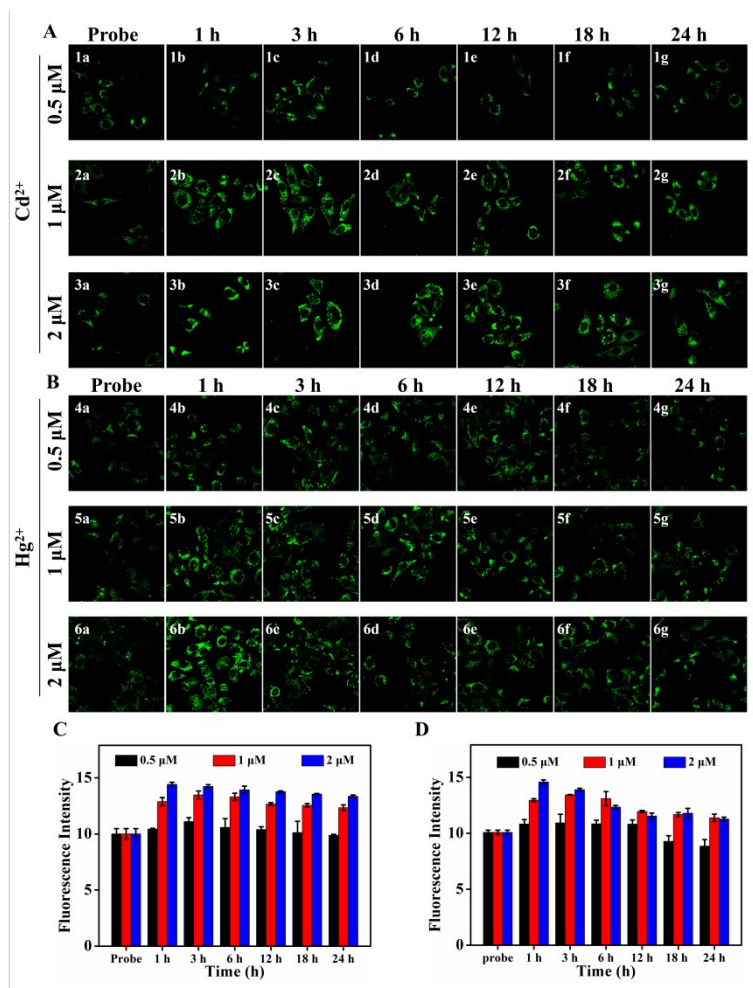 A Probe 1 h 3 h 6 h 12 h 18 h 24 h
Cd2+
0.5 μM
1a 1b 1c 1d 1e 1f 1g
1 μM
2a 2b 2c 2d 2e 2f 2g
2 μM
3a 3b 3c 3d 3e 3f 3g
B Probe 1 h 3 h 6 h 12 h 18 h 24 h
Hg2+
0.5 μM
4a 4b 4c 4d 4e 4f 4g
1 μM
5a 5b 5c 5d 5e 5f 5g
2 μM
6a 6b 6c 6d 6e 6f 6g
C
0.5 μM 1 μM 2 μM
Fluorescence Intensity
15
10
5
0
Probe 1 h 3 h 6 h 12 h 18 h 24 h
Time (h)
D
0.5 μM 1 μM 2 μM
Fluorescence Intensity
15
10
5
0
probe 1 h 3 h 6 h 12 h 18 h 24 h
Time (h)